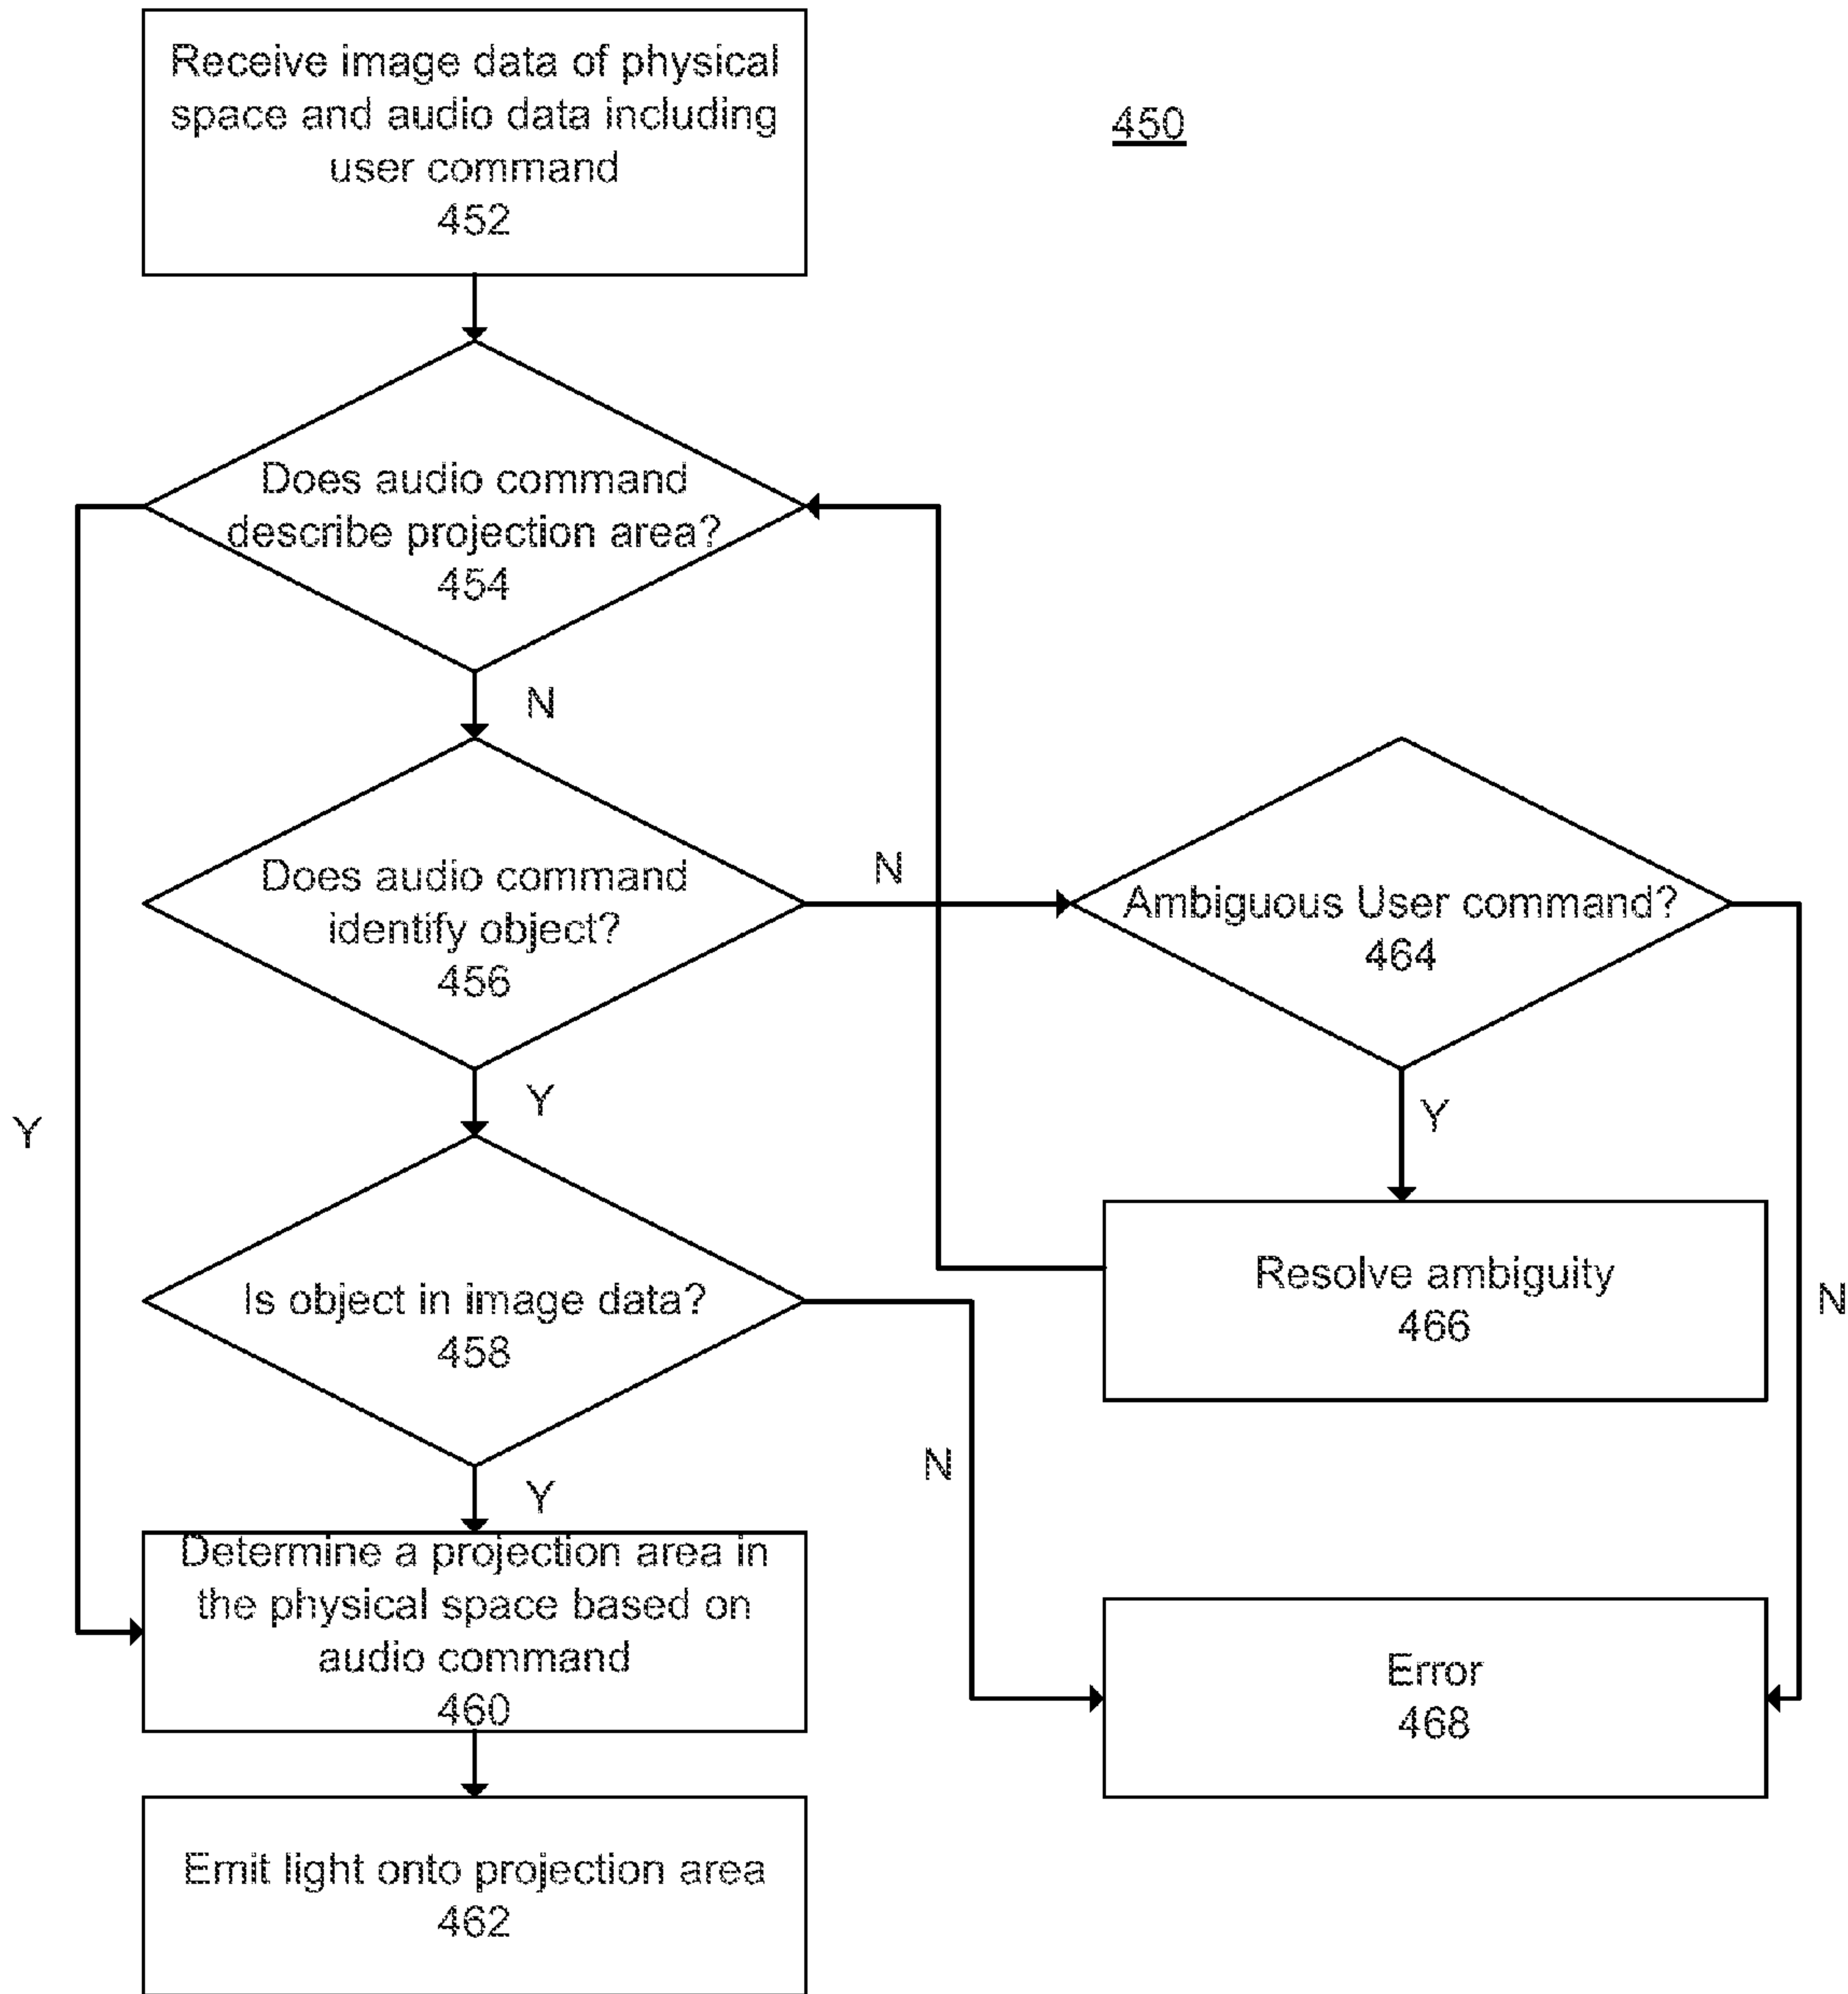 Receive image data of physical
space and audio data including
user command
452
450
Does audio command
describe projection area?
454
N
Does audio command
identify object?
456
N
Ambiguous User command?
464
Y
Y
Y
Is object in image data?
458
Resolve ambiguity
466
N
N
Y
Determine a projection area in
the physical space based on
audio command
460
Error
468
Emit light onto projection area
462